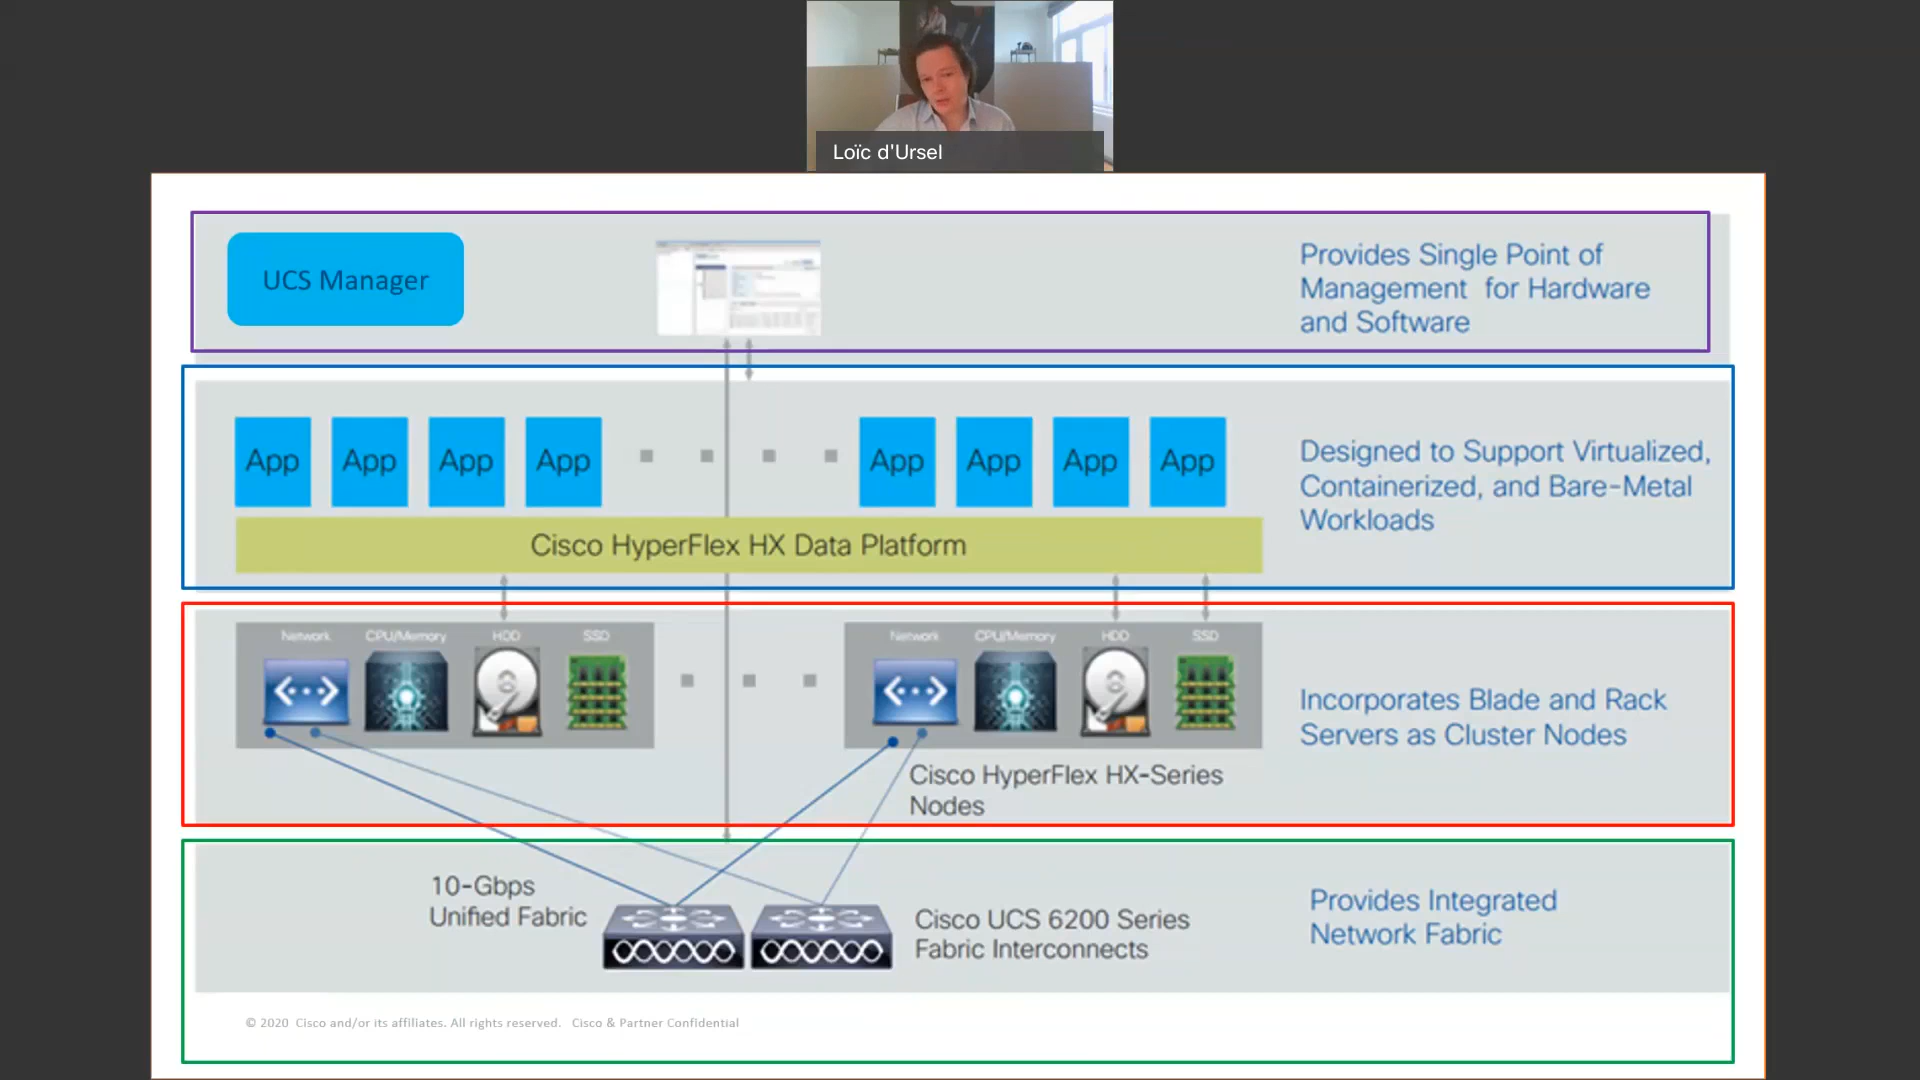 Loïc d'Ursel
UCS Manager
Provides Single Point of
Management for Hardware
and Software
App App App App App App App App
Designed to Support Virtualized,
Containerized, and Bare-Metal
Workloads
Cisco HyperFlex HX Data Platform
Network CPU/Memory HDD SSD
Network CPU/Memory HDD SSD
Incorporates Blade and Rack
Servers as Cluster Nodes
Cisco HyperFlex HX-Series
Nodes
10-Gbps
Unified Fabric
Cisco UCS 6200 Series
Fabric Interconnects
Provides Integrated
Network Fabric
© 2020 Cisco and/or its affiliates. All rights reserved. Cisco & Partner Confidential